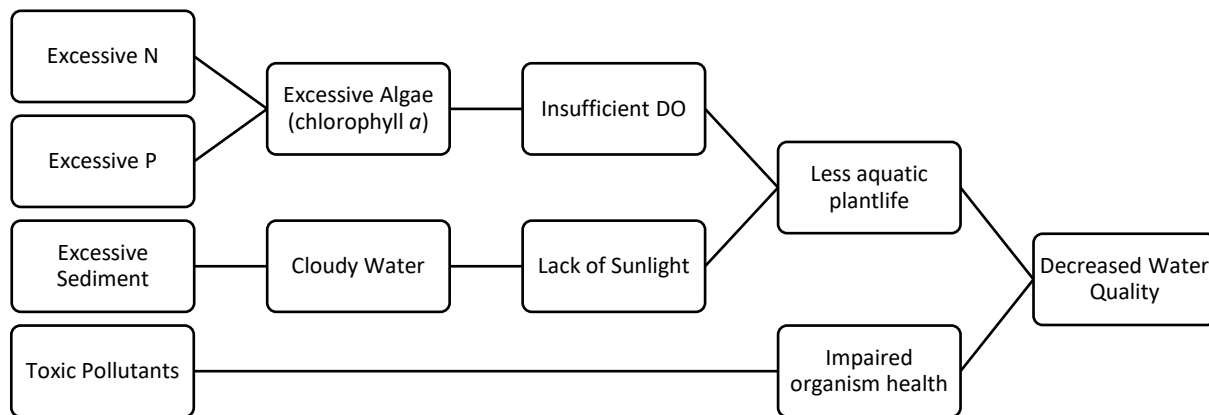 Excessive N
Excessive P
Excessive
Sediment
Toxic Pollutants
Excessive Algae
(chlorophyll a)
Cloudy Water
Insufficient DO
Lack of Sunlight
Less aquatic
plantlife
Impaired
organism health
Decreased Water
Quality